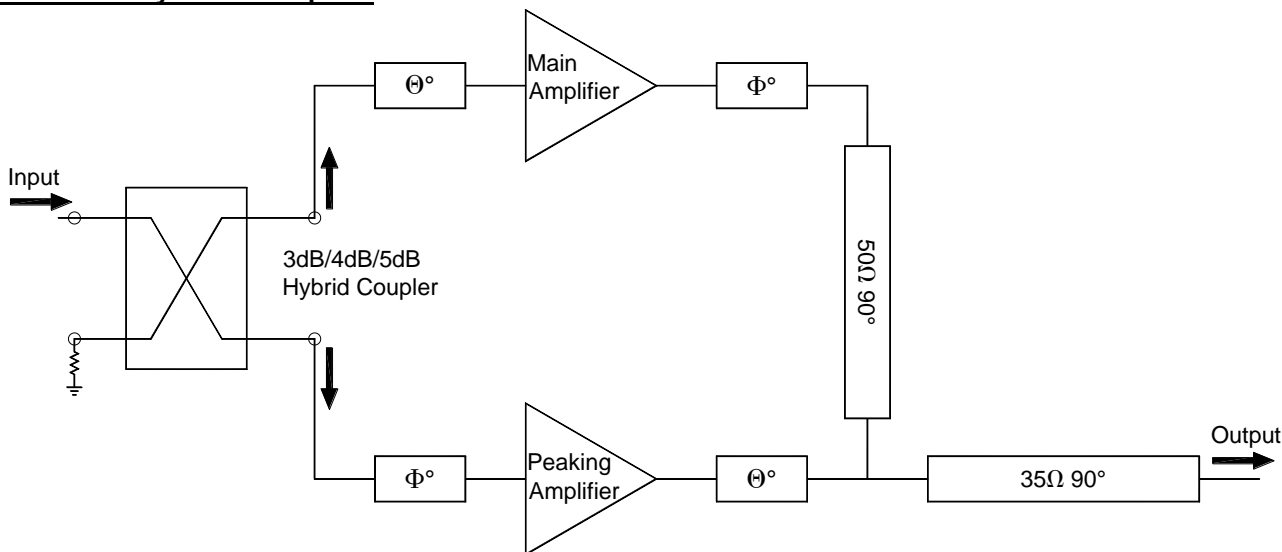 Θ°
Main
Amplifier
Φ°
Input
3dB/4dB/5dB
Hybrid Coupler
50Ω 90°
Φ°
Peaking
Amplifier
Θ°
35Ω 90°
Output